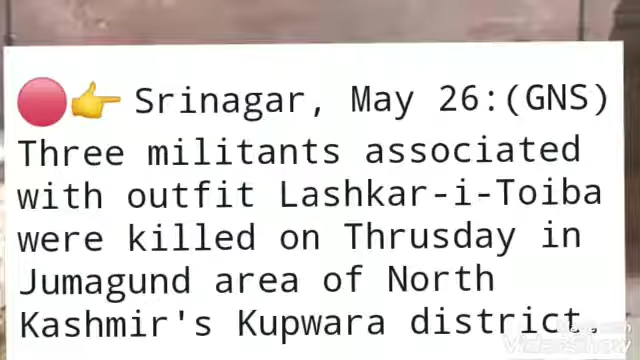 🔴👉 Srinagar, May 26:(GNS)
Three militants associated
with outfit Lashkar-i-Toiba
were killed on Thrusday in
Jumagund area of North
Kashmir's Kupwara district.
VideoShow